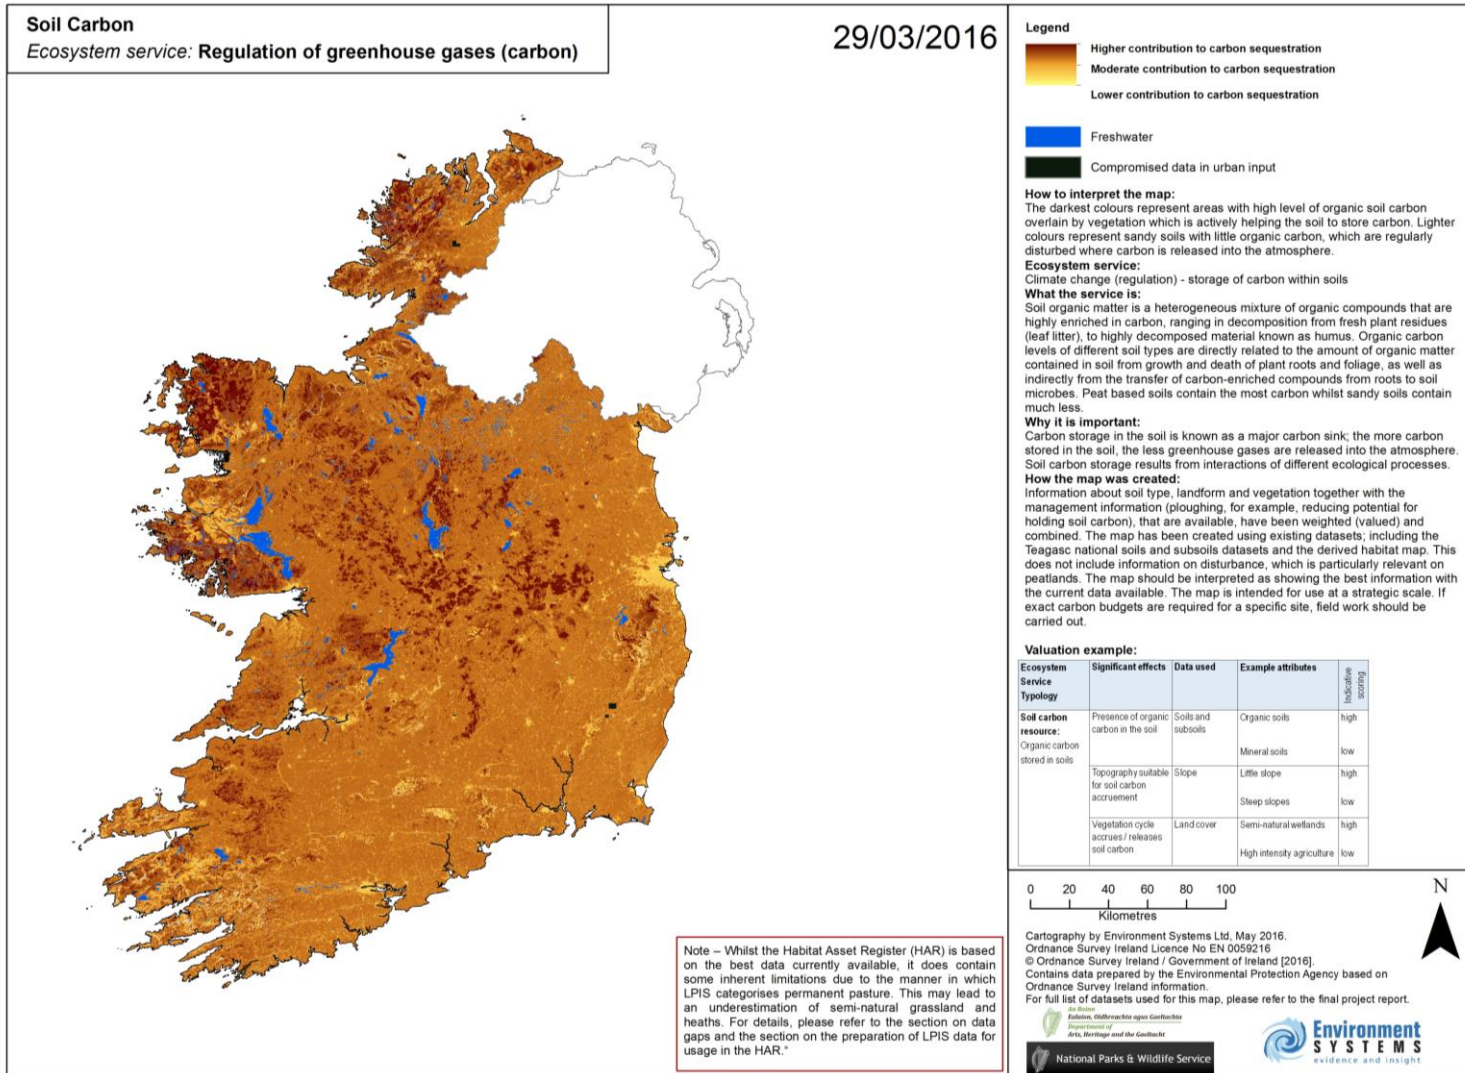 Soil Carbon
Ecosystem service: Regulation of greenhouse gases (carbon)
29/03/2016
Legend
Higher contribution to carbon sequestration
Moderate contribution to carbon sequestration
Lower contribution to carbon sequestration
Freshwater
Compromised data in urban input
How to interpret the map:
The darkest colours represent areas with high level of organic soil carbon
overlain by vegetation which is actively helping the soil to store carbon. Lighter
colours represent sandy soils with little organic carbon, which are regularly
disturbed where carbon is released into the atmosphere.
Ecosystem service:
Climate change (regulation) - storage of carbon within soils
What the service is:
Soil organic matter is a heterogeneous mixture of organic compounds that are
highly enriched in carbon, ranging in decomposition from fresh plant residues
(leaf litter), to highly decomposed material known as humus. Organic carbon
levels of different soil types are directly related to the amount of organic matter
contained in soil from growth and death of plant roots and foliage, as well as
indirectly from the transfer of carbon-enriched compounds from roots to soil
microbes. Peat based soils contain the most carbon whilst sandy soils contain
much less.
Why it is important:
Carbon storage in the soil is known as a major carbon sink; the more carbon
stored in the soil, the less greenhouse gases are released into the atmosphere.
Soil carbon storage results from interactions of different ecological processes.
How the map was created:
Information about soil type, landform and vegetation together with the
management information (ploughing, for example, reducing potential for
holding soil carbon), that are available, have been weighted (valued) and
combined. The map has been created using existing datasets; including the
Teagasc national soils and subsoils datasets and the derived habitat map. This
does not include information on disturbance, which is particularly relevant on
peatlands. The map should be interpreted as showing the best information with
the current data available. The map is intended for use at a strategic scale. If
exact carbon budgets are required for a specific site, field work should be
carried out.
Valuation example:
Ecosystem Service Typology
Significant effects
Data used
Example attributes
Indicative scoring
Soil carbon resource:
Organic carbon stored in soils
Presence of organic carbon in the soil
Soils and subsoils
Organic soils
high
Mineral soils
low
Topography suitable for soil carbon accruement
Slope
Little slope
high
Steep slopes
low
Vegetation cycle accrues / releases soil carbon
Land cover
Semi-natural wetlands
high
High intensity agriculture
low
0 20 40 60 80 100
Kilometres
N
Cartography by Environment Systems Ltd, May 2016.
Ordnance Survey Ireland Licence No EN 0059216
© Ordnance Survey Ireland / Government of Ireland [2016].
Contains data prepared by the Environmental Protection Agency based on
Ordnance Survey Ireland information.
For full list of datasets used for this map, please refer to the final project report.
An Roinn
Ealaíon, Oidhreachta agus Gaeltachta
Department of
Arts, Heritage and the Gaeltacht
National Parks & Wildlife Service
Environment
SYSTEMS
evidence and insight
Note – Whilst the Habitat Asset Register (HAR) is based
on the best data currently available, it does contain
some inherent limitations due to the manner in which
LPIS categorises permanent pasture. This may lead to
an underestimation of semi-natural grassland and
heaths. For details, please refer to the section on data
gaps and the section on the preparation of LPIS data for
usage in the HAR."